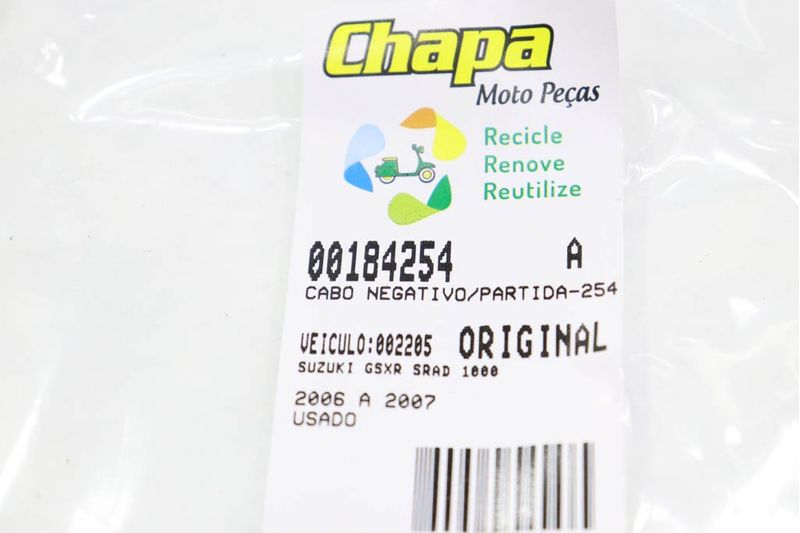 Chapa
Moto Peças
Recicle
Renove
Reutilize
00184254 A
CABO NEGATIVO/PARTIDA-254
VEICULO:002205 ORIGINAL
SUZUKI GSXR SRAD 1000
2006 A 2007
USADO